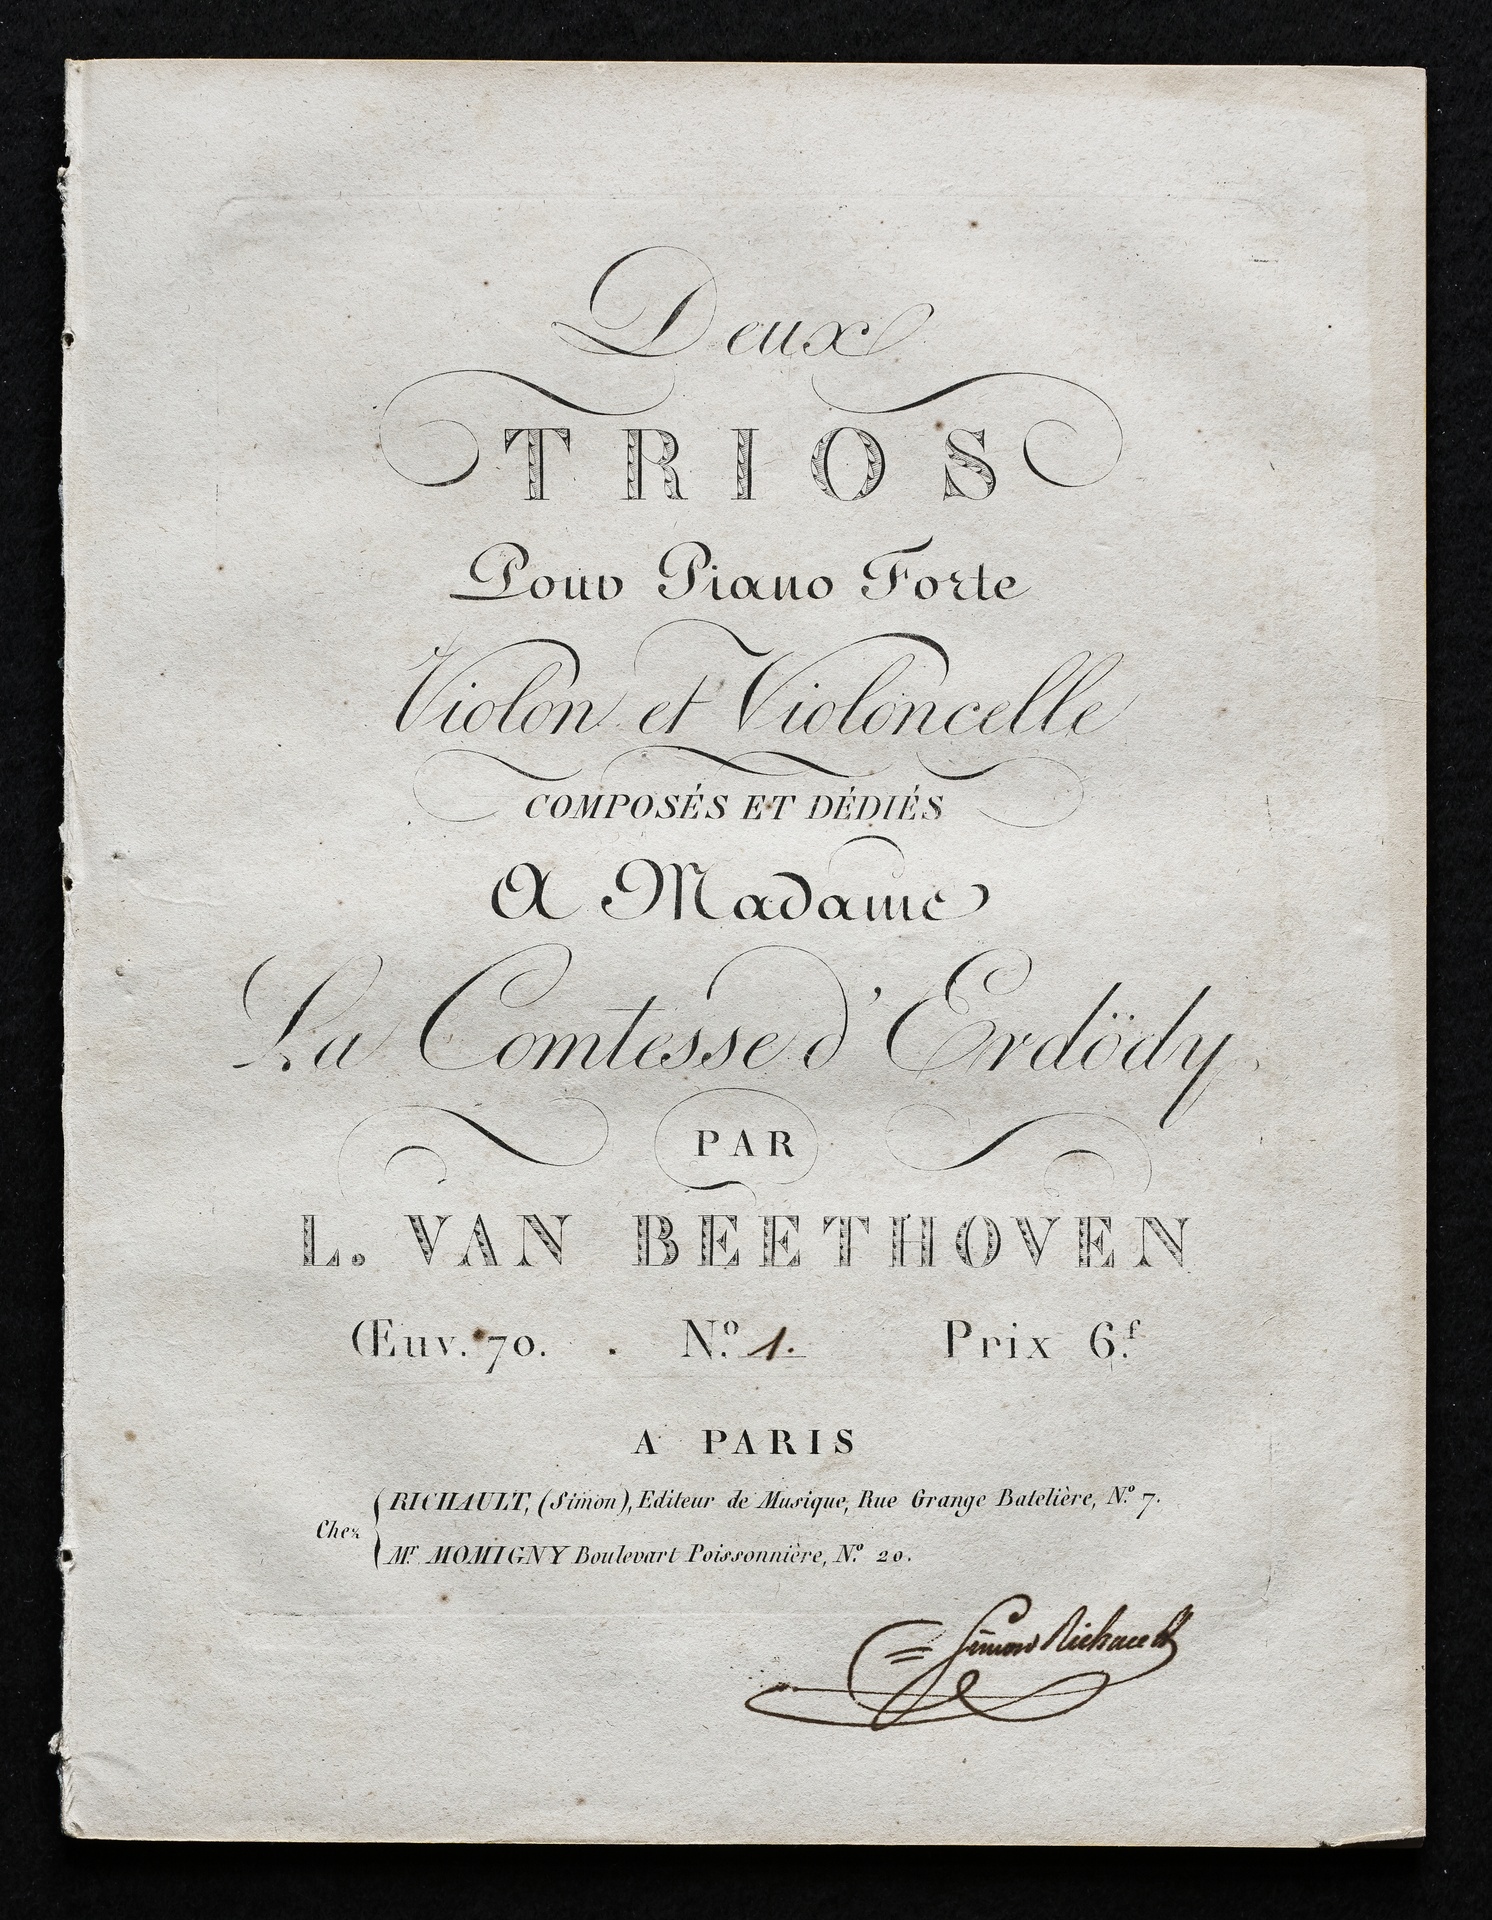 Deux
TRIOS
Pour Piano Forte
Violon et Violoncelle
COMPOSÉS ET DÉDIÉS
A Madame
La Comtesse d'Erdödy
PAR
L. VAN BEETHOVEN
Œuv. 70. . N.º 1. Prix 6.f
A PARIS
Chez
RICHAULT, (Simon), Editeur de Musique, Rue Grange Batelière, N.º 7.
M.r MOMIGNY Boulevart Poissonnière, N.º 20.
Simon Richault